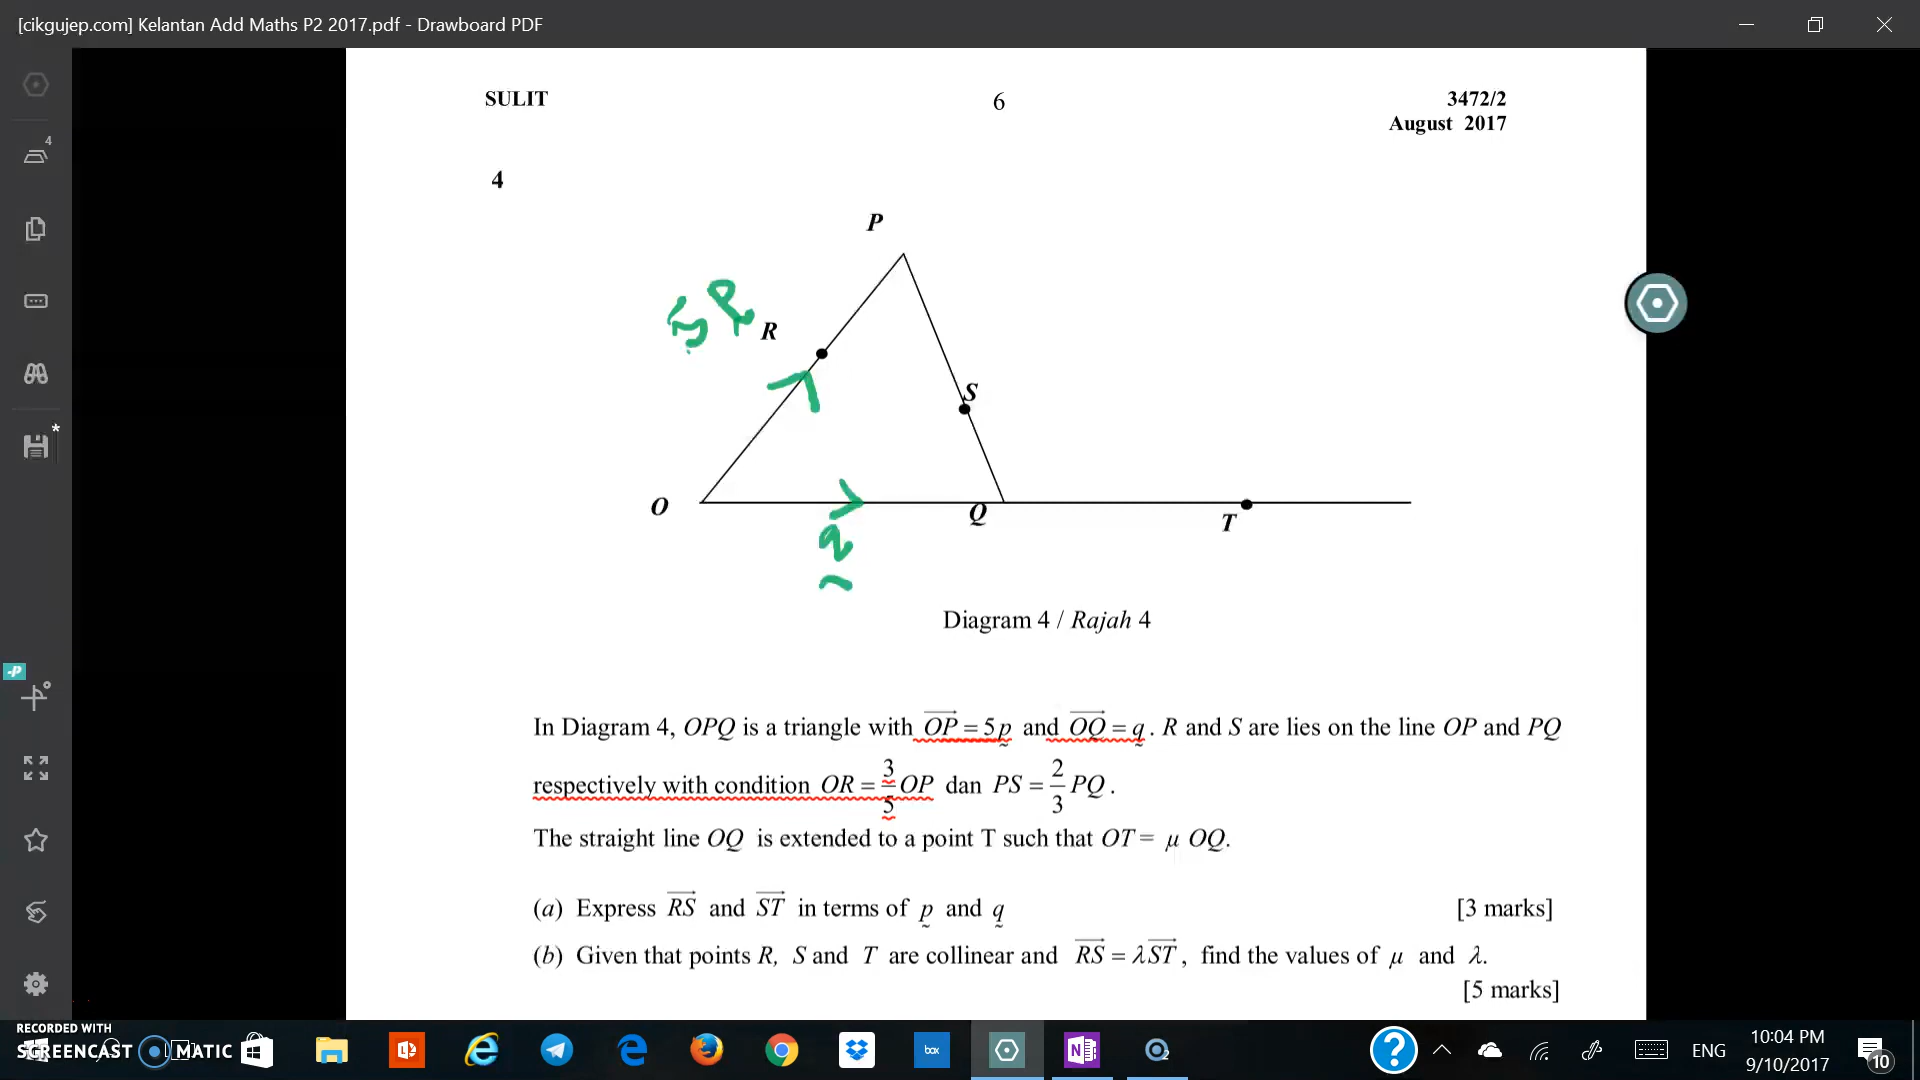 [cikgujep.com] Kelantan Add Maths P2 2017.pdf - Drawboard PDF
SULIT 6 3472/2
August 2017
4
4
P
5p
R
S
O
Q
T
q
Diagram 4 / Rajah 4
In Diagram 4, OPQ is a triangle with OP = 5p and OQ = q . R and S are lies on the line OP and PQ
respectively with condition OR = 3/5 OP dan PS = 2/3 PQ .
The straight line OQ is extended to a point T such that OT = μ OQ.
(a) Express RS and ST in terms of p and q [3 marks]
(b) Given that points R, S and T are collinear and RS = λST , find the values of μ and λ.
[5 marks]
RECORDED WITH
SCREENCAST MATIC
box
N
ENG
10:04 PM
9/10/2017
10